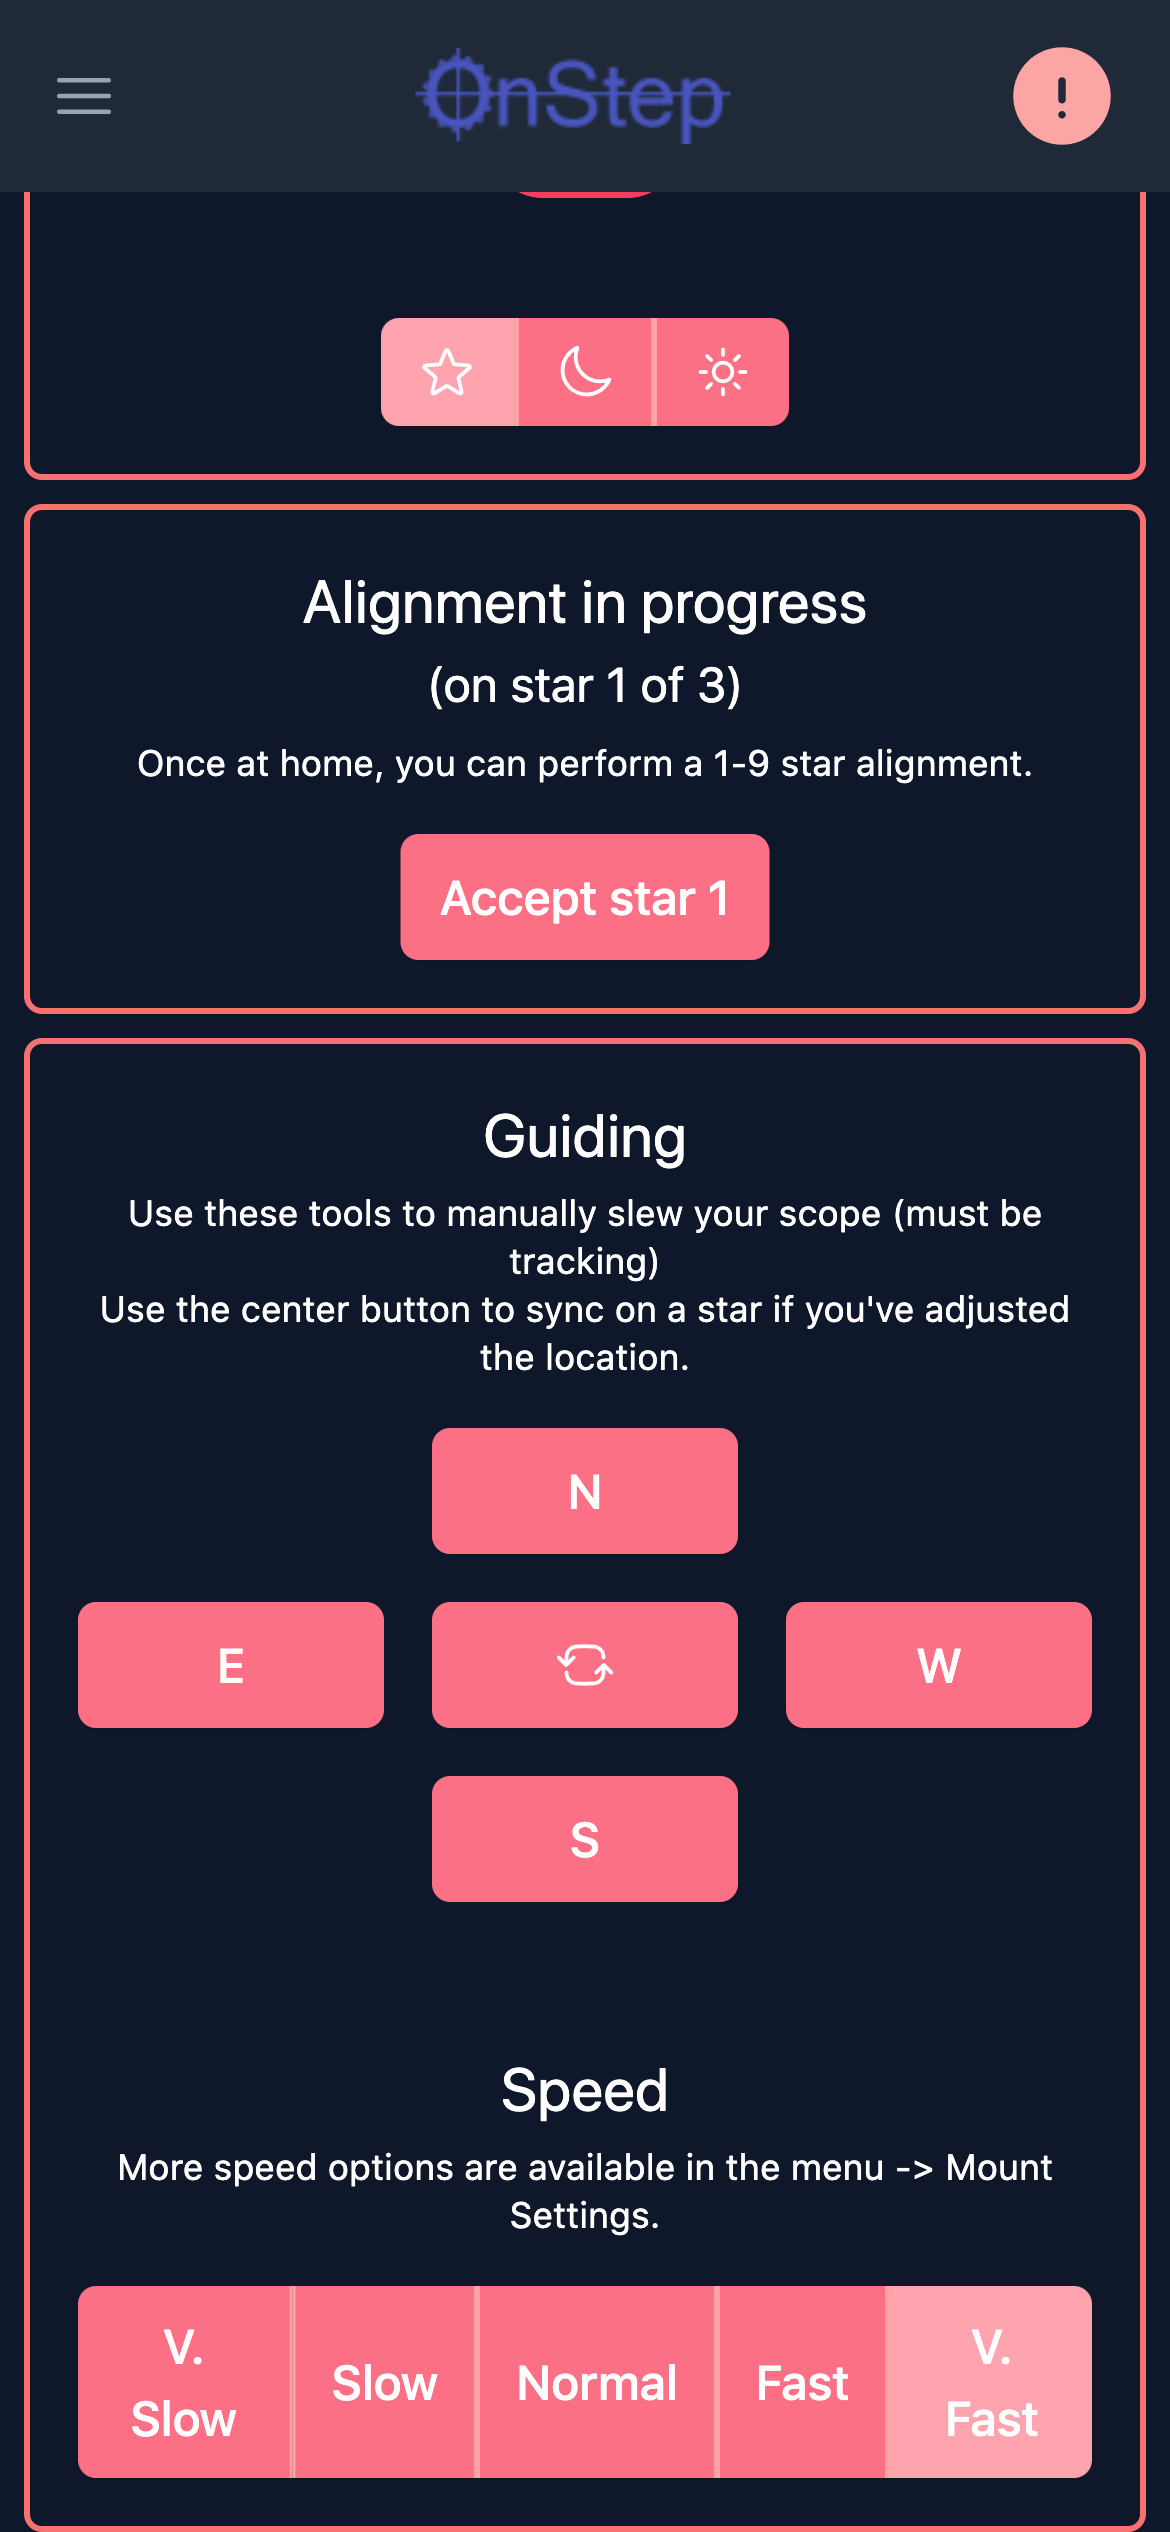 OnStep
Alignment in progress
(on star 1 of 3)
Once at home, you can perform a 1-9 star alignment.
Accept star 1
Guiding
Use these tools to manually slew your scope (must be
tracking)
Use the center button to sync on a star if you've adjusted
the location.
N
E
W
S
Speed
More speed options are available in the menu -> Mount
Settings.
V.
Slow
Slow
Normal
Fast
V.
Fast